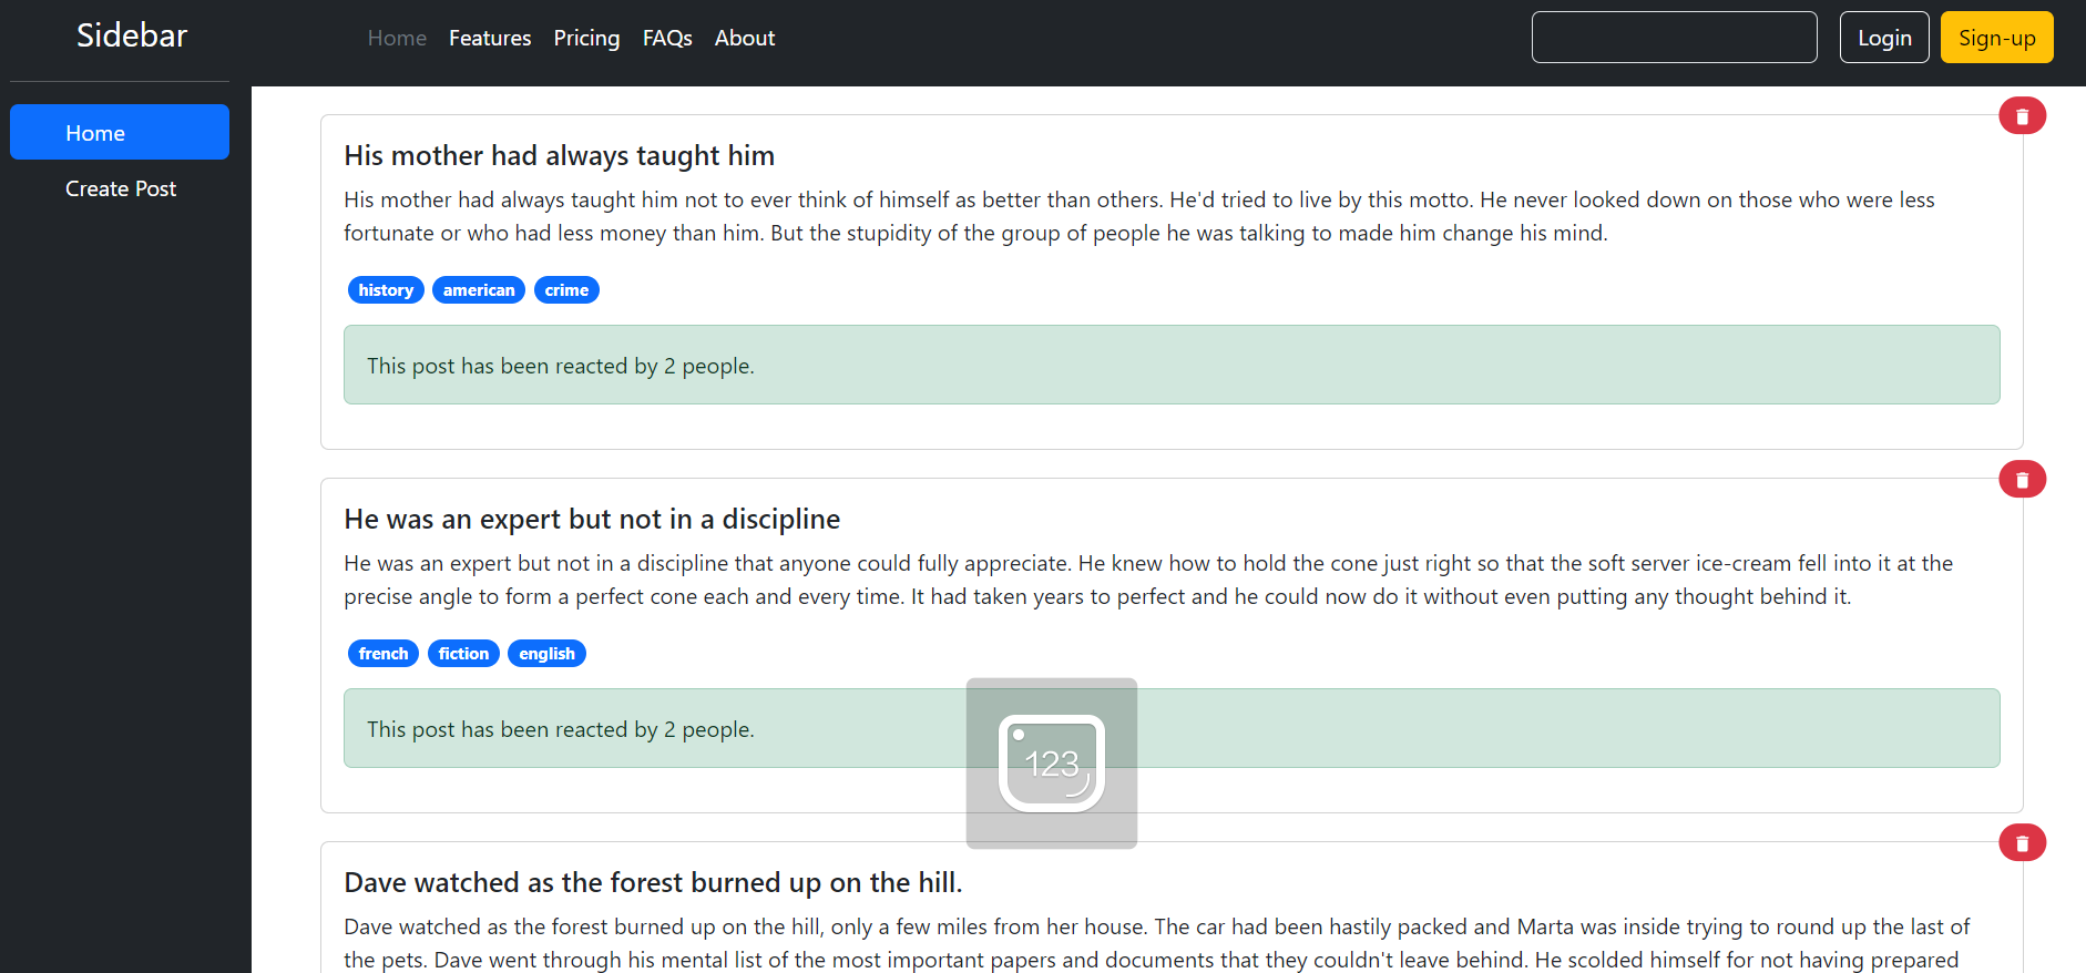 Sidebar
Home Features Pricing FAQs About
Login Sign-up
Home
Create Post
His mother had always taught him
His mother had always taught him not to ever think of himself as better than others. He'd tried to live by this motto. He never looked down on those who were less
fortunate or who had less money than him. But the stupidity of the group of people he was talking to made him change his mind.
history american crime
This post has been reacted by 2 people.
He was an expert but not in a discipline
He was an expert but not in a discipline that anyone could fully appreciate. He knew how to hold the cone just right so that the soft server ice-cream fell into it at the
precise angle to form a perfect cone each and every time. It had taken years to perfect and he could now do it without even putting any thought behind it.
french fiction english
This post has been reacted by 2 people.
123
Dave watched as the forest burned up on the hill.
Dave watched as the forest burned up on the hill, only a few miles from her house. The car had been hastily packed and Marta was inside trying to round up the last of
the pets. Dave went through his mental list of the most important papers and documents that they couldn't leave behind. He scolded himself for not having prepared